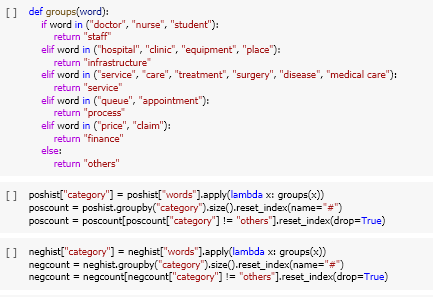 [ ] def groups(word):
if word in ("doctor", "nurse", "student"):
return "staff"
elif word in ("hospital", "clinic", "equipment", "place"):
return "infrastructure"
elif word in ("service", "care", "treatment", "surgery", "disease", "medical care"):
return "service"
elif word in ("queue", "appointment"):
return "process"
elif word in ("price", "claim"):
return "finance"
else:
return "others"
[ ] poshist["category"] = poshist["words"].apply(lambda x: groups(x))
poscount = poshist.groupby("category").size().reset_index(name="#")
poscount = poscount[poscount["category"] != "others"].reset_index(drop=True)
[ ] neghist["category"] = neghist["words"].apply(lambda x: groups(x))
negcount = neghist.groupby("category").size().reset_index(name="#")
negcount = negcount[negcount["category"] != "others"].reset_index(drop=True)